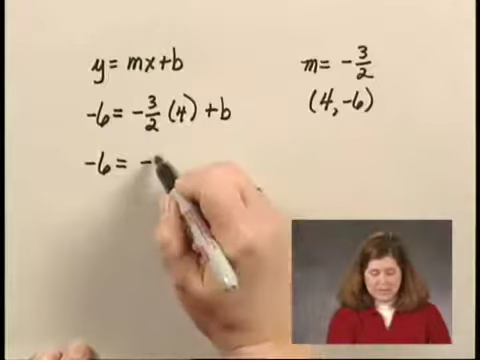 y = mx + b
-6 = -3/2 (4) + b
-6 = -
m = -3/2
(4, -6)